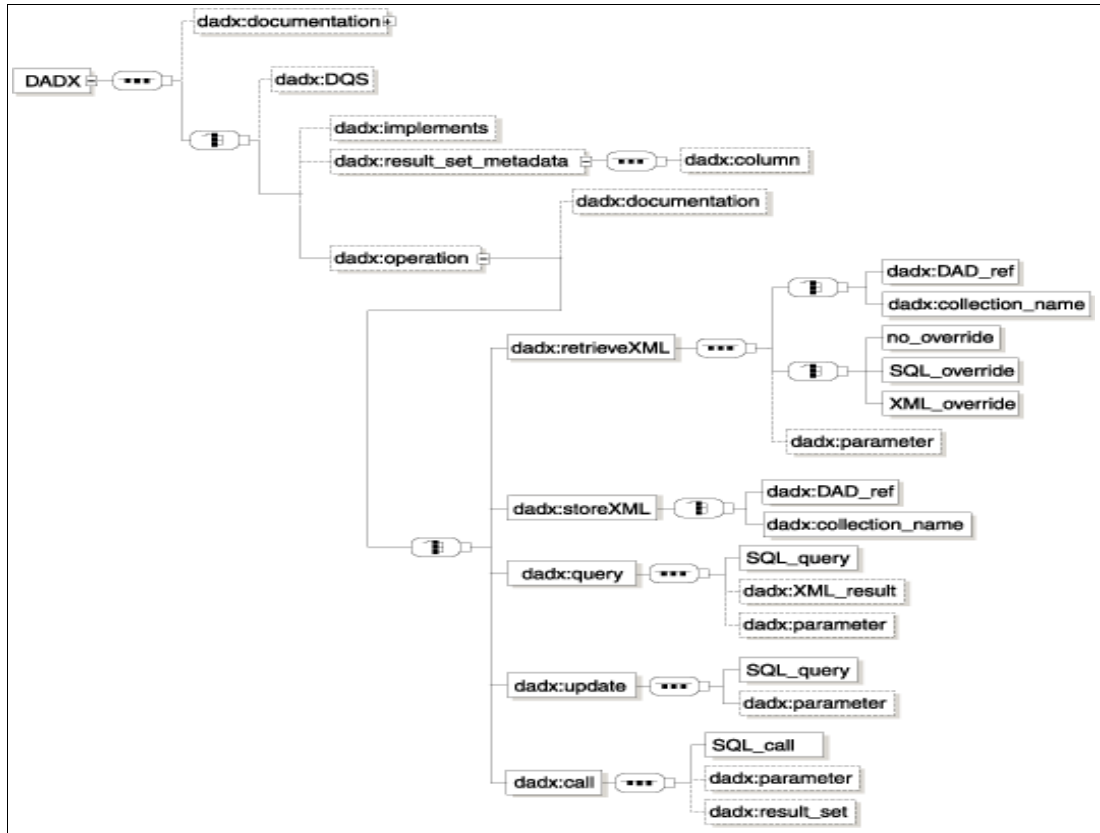 dadx:documentation
DADX
dadx:DQS
dadx:implements
dadx:result_set_metadata
dadx:column
dadx:documentation
dadx:operation
dadx:DAD_ref
dadx:collection_name
dadx:retrieveXML
no_override
SQL_override
XML_override
dadx:parameter
dadx:DAD_ref
dadx:storeXML
dadx:collection_name
SQL_query
dadx:query
dadx:XML_result
dadx:parameter
SQL_query
dadx:update
dadx:parameter
SQL_call
dadx:call
dadx:parameter
dadx:result_set